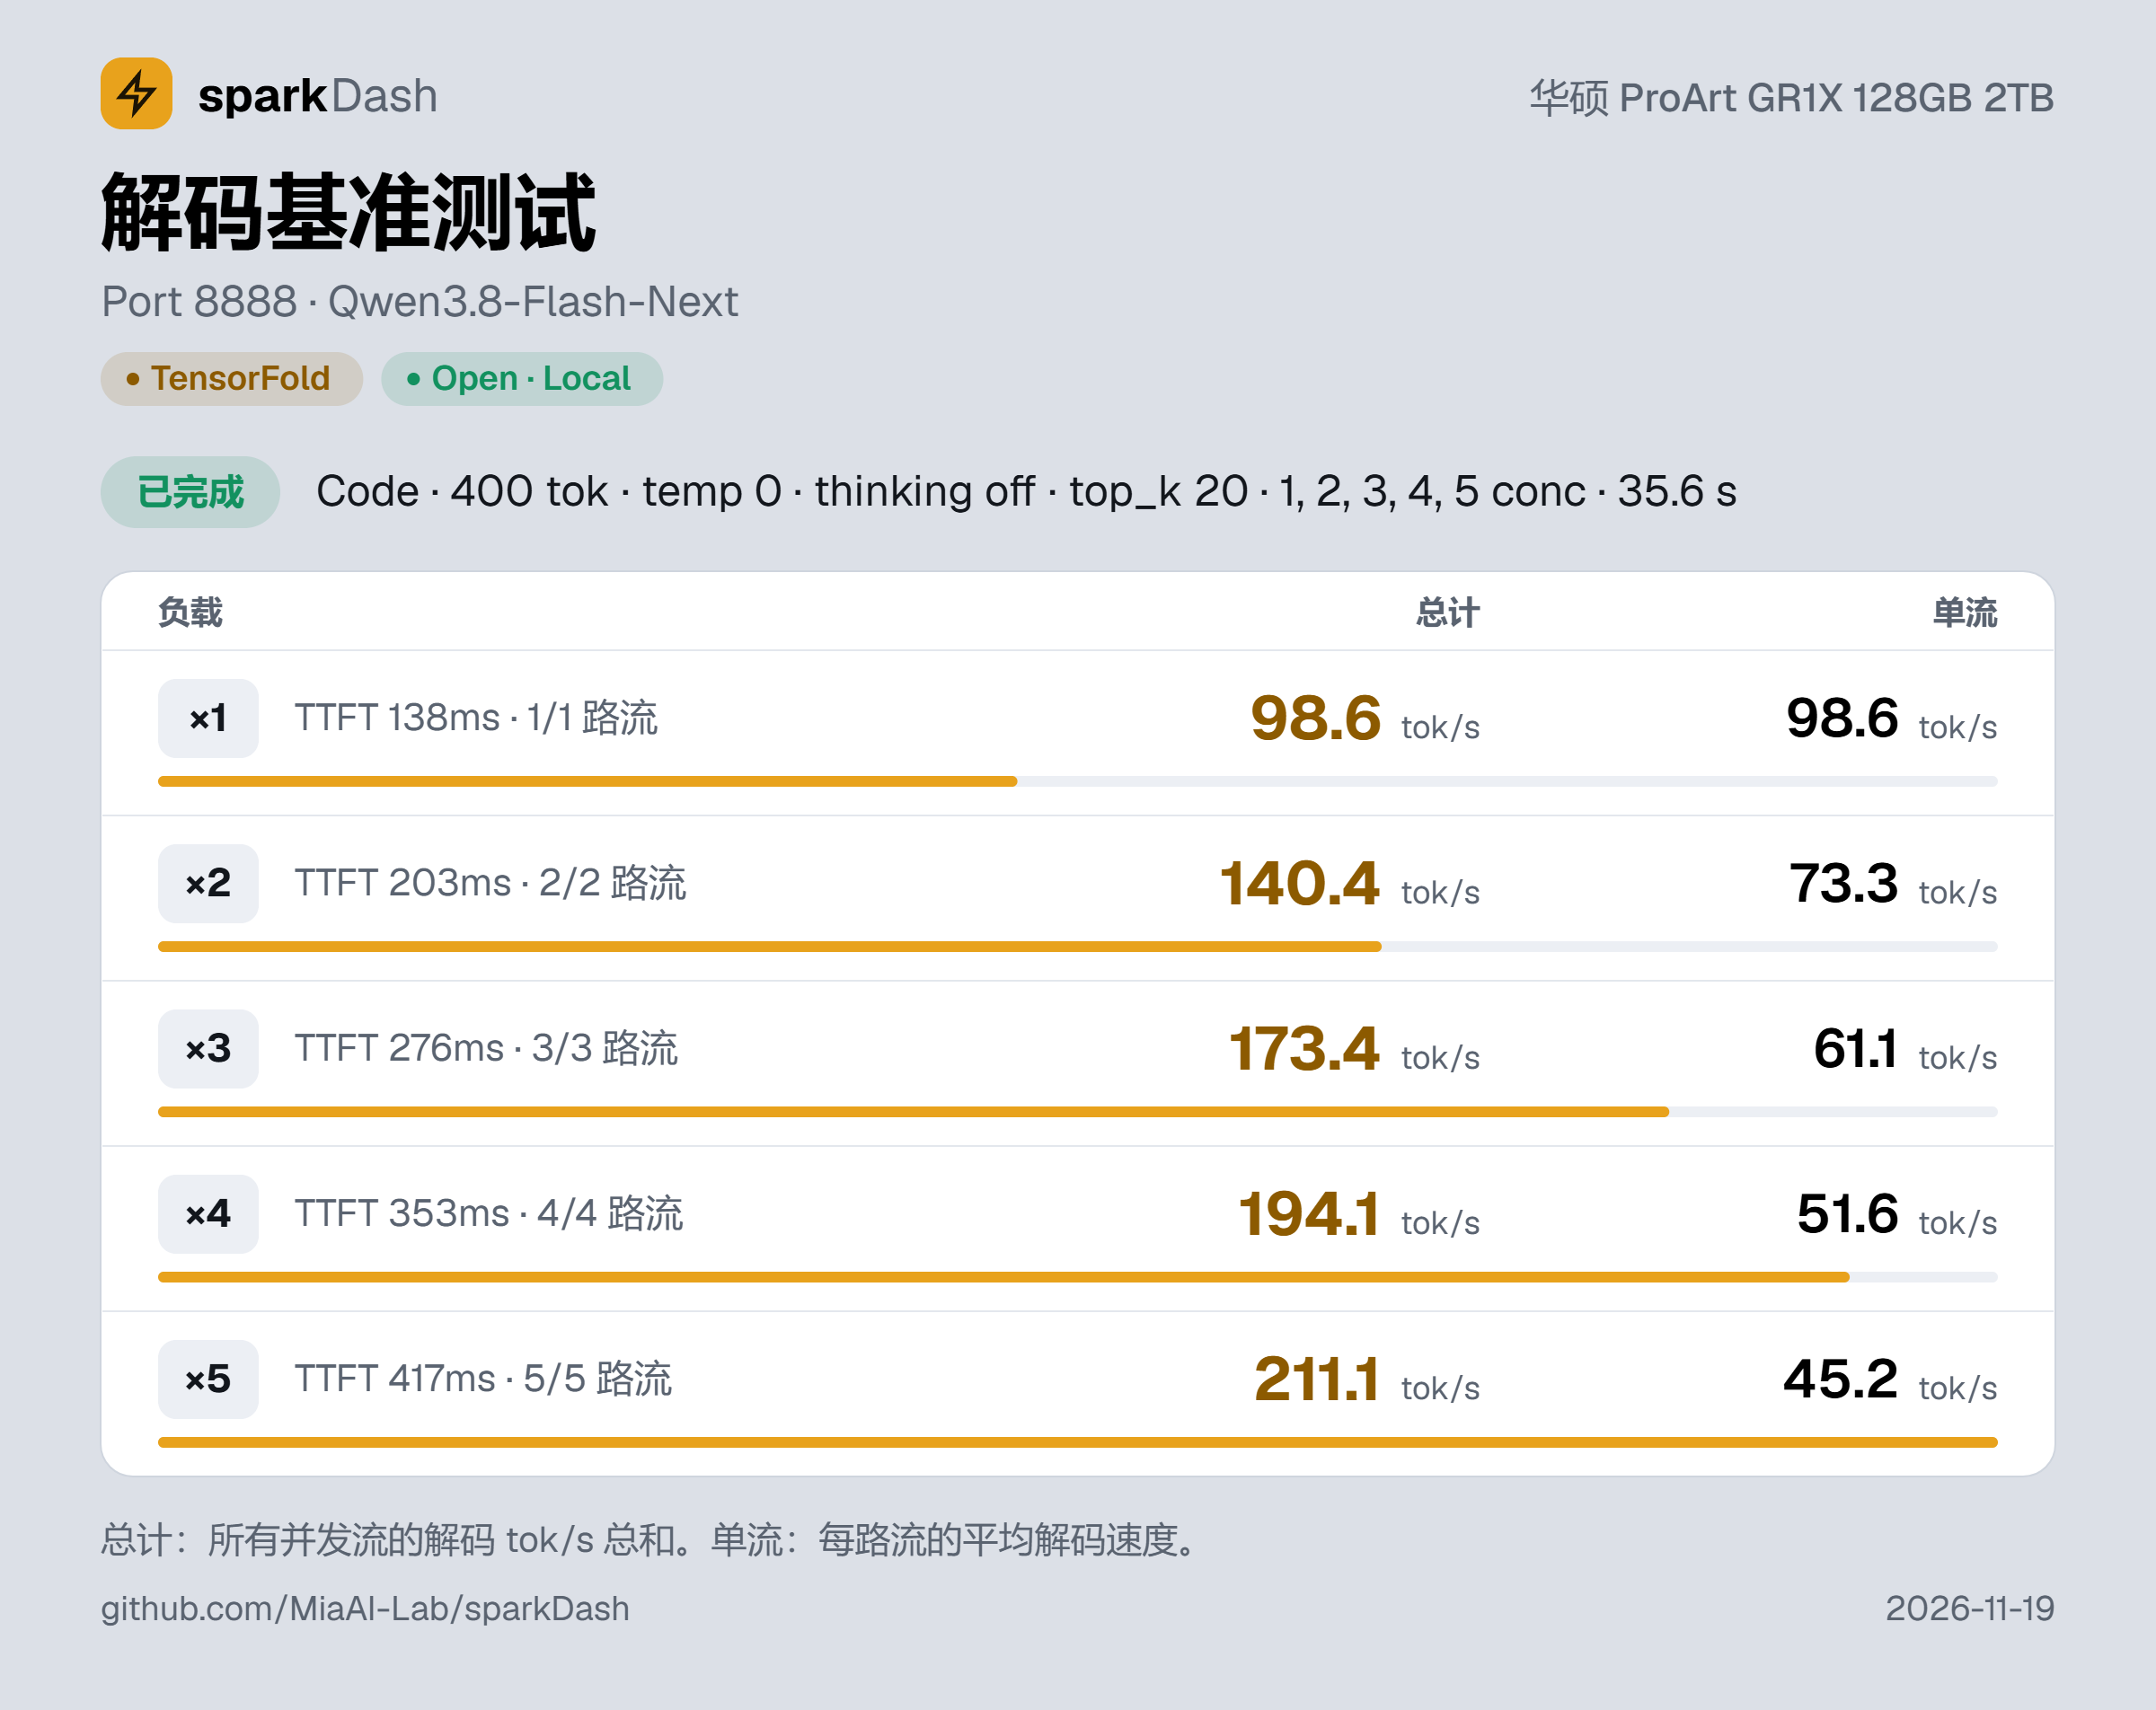 sparkDash
华硕 ProArt GR1X 128GB 2TB
解码基准测试
Port 8888 · Qwen3.8-Flash-Next
TensorFold
Open · Local
已完成
Code · 400 tok · temp 0 · thinking off · top_k 20 · 1, 2, 3, 4, 5 conc · 35.6 s
负载 总计 单流
×1 TTFT 138ms · 1/1 路流 98.6 tok/s 98.6 tok/s
×2 TTFT 203ms · 2/2 路流 140.4 tok/s 73.3 tok/s
×3 TTFT 276ms · 3/3 路流 173.4 tok/s 61.1 tok/s
×4 TTFT 353ms · 4/4 路流 194.1 tok/s 51.6 tok/s
×5 TTFT 417ms · 5/5 路流 211.1 tok/s 45.2 tok/s
总计：所有并发流的解码 tok/s 总和。单流：每路流的平均解码速度。
github.com/MiaAI-Lab/sparkDash
2026-11-19